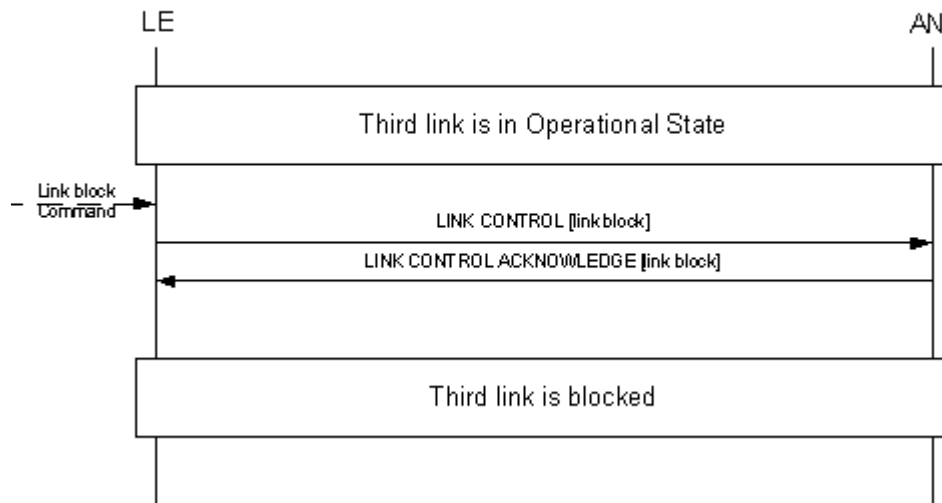 LE
AN
Third link is in Operational State
Link block
Command
LINK CONTROL [link block]
LINK CONTROL ACKNOWLEDGE [link block]
Third link is blocked